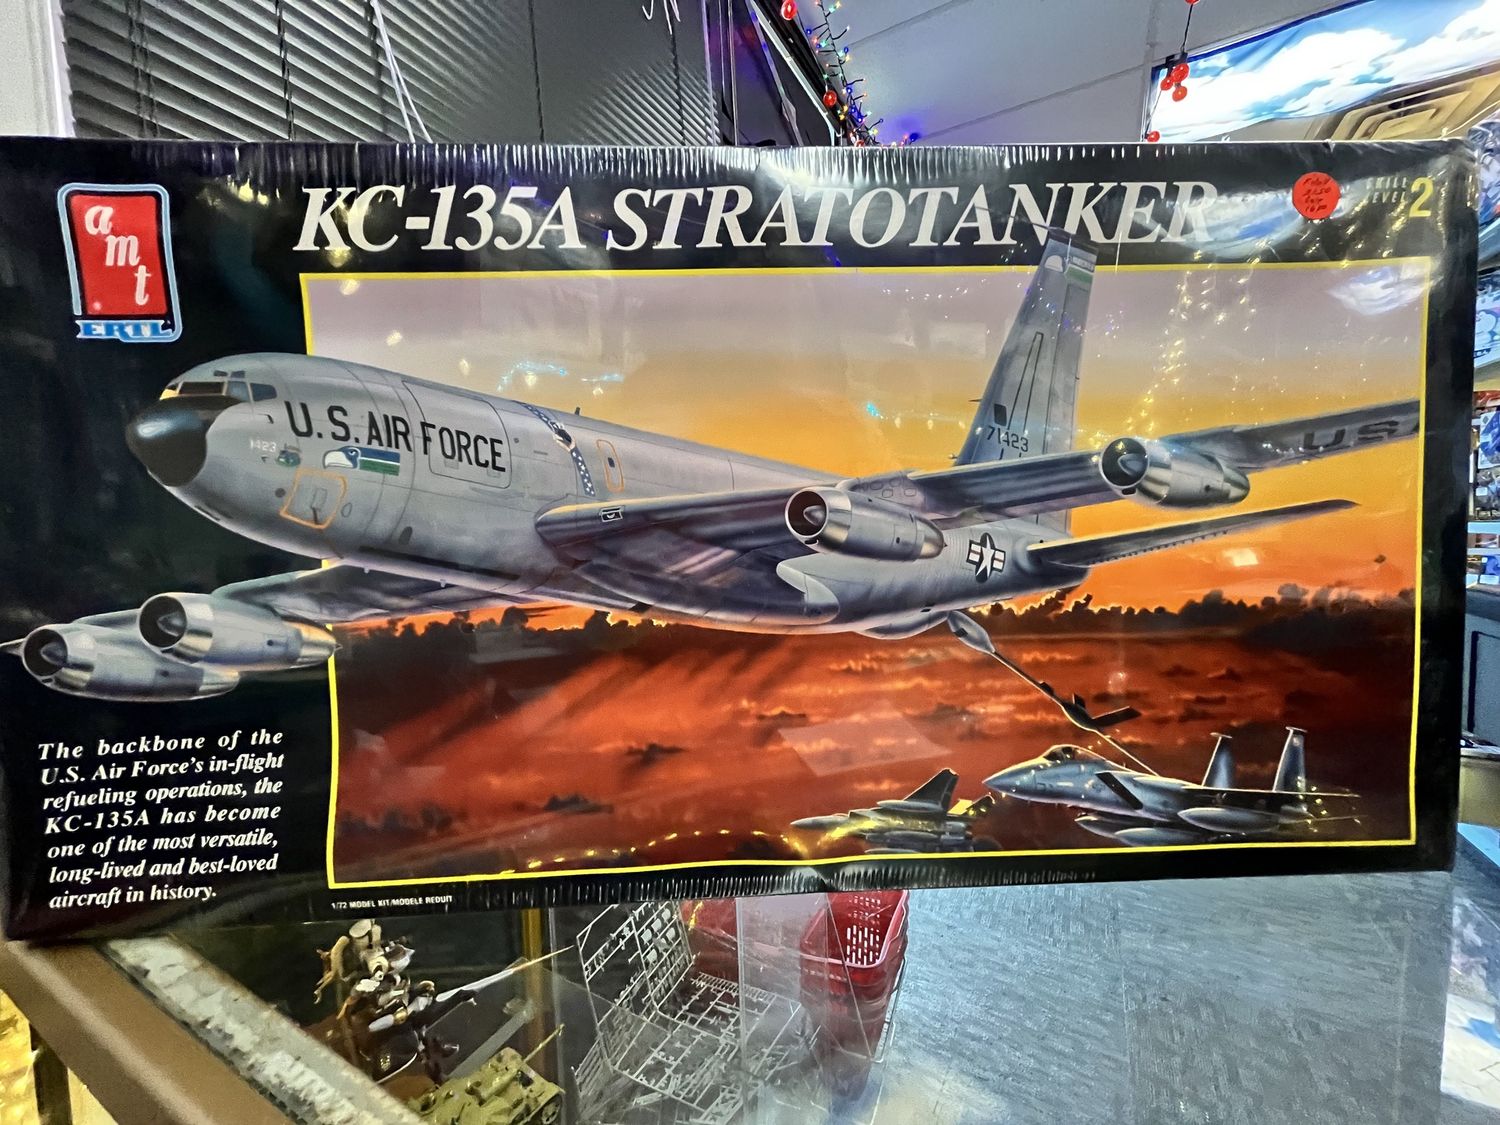 amt
ERTL
KC-135A STRATOTANKER
SKILL
LEVEL 2
U.S. AIR FORCE
1423
71423
USA
The backbone of the
U.S. Air Force's in-flight
refueling operations, the
KC-135A has become
one of the most versatile,
long-lived and best-loved
aircraft in history.
1/72 MODEL KIT/MODELE REDUIT